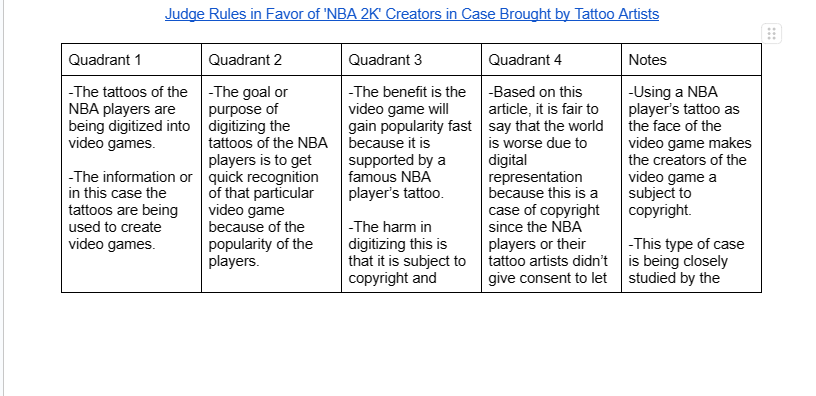 Judge Rules in Favor of 'NBA 2K' Creators in Case Brought by Tattoo Artists
Quadrant 1
Quadrant 2
Quadrant 3
Quadrant 4
Notes
-The tattoos of the
NBA players are
being digitized into
video games.
-The information or
in this case the
tattoos are being
used to create
video games.
-The goal or
purpose of
digitizing the
tattoos of the NBA
players is to get
quick recognition
of that particular
video game
because of the
popularity of the
players.
-The benefit is the
video game will
gain popularity fast
because it is
supported by a
famous NBA
player's tattoo.
-The harm in
digitizing this is
that it is subject to
copyright and
-Based on this
article, it is fair to
say that the world
is worse due to
digital
representation
because this is a
case of copyright
since the NBA
players or their
tattoo artists didn't
give consent to let
-Using a NBA
player's tattoo as
the face of the
video game makes
the creators of the
video game a
subject to
copyright.
-This type of case
is being closely
studied by the